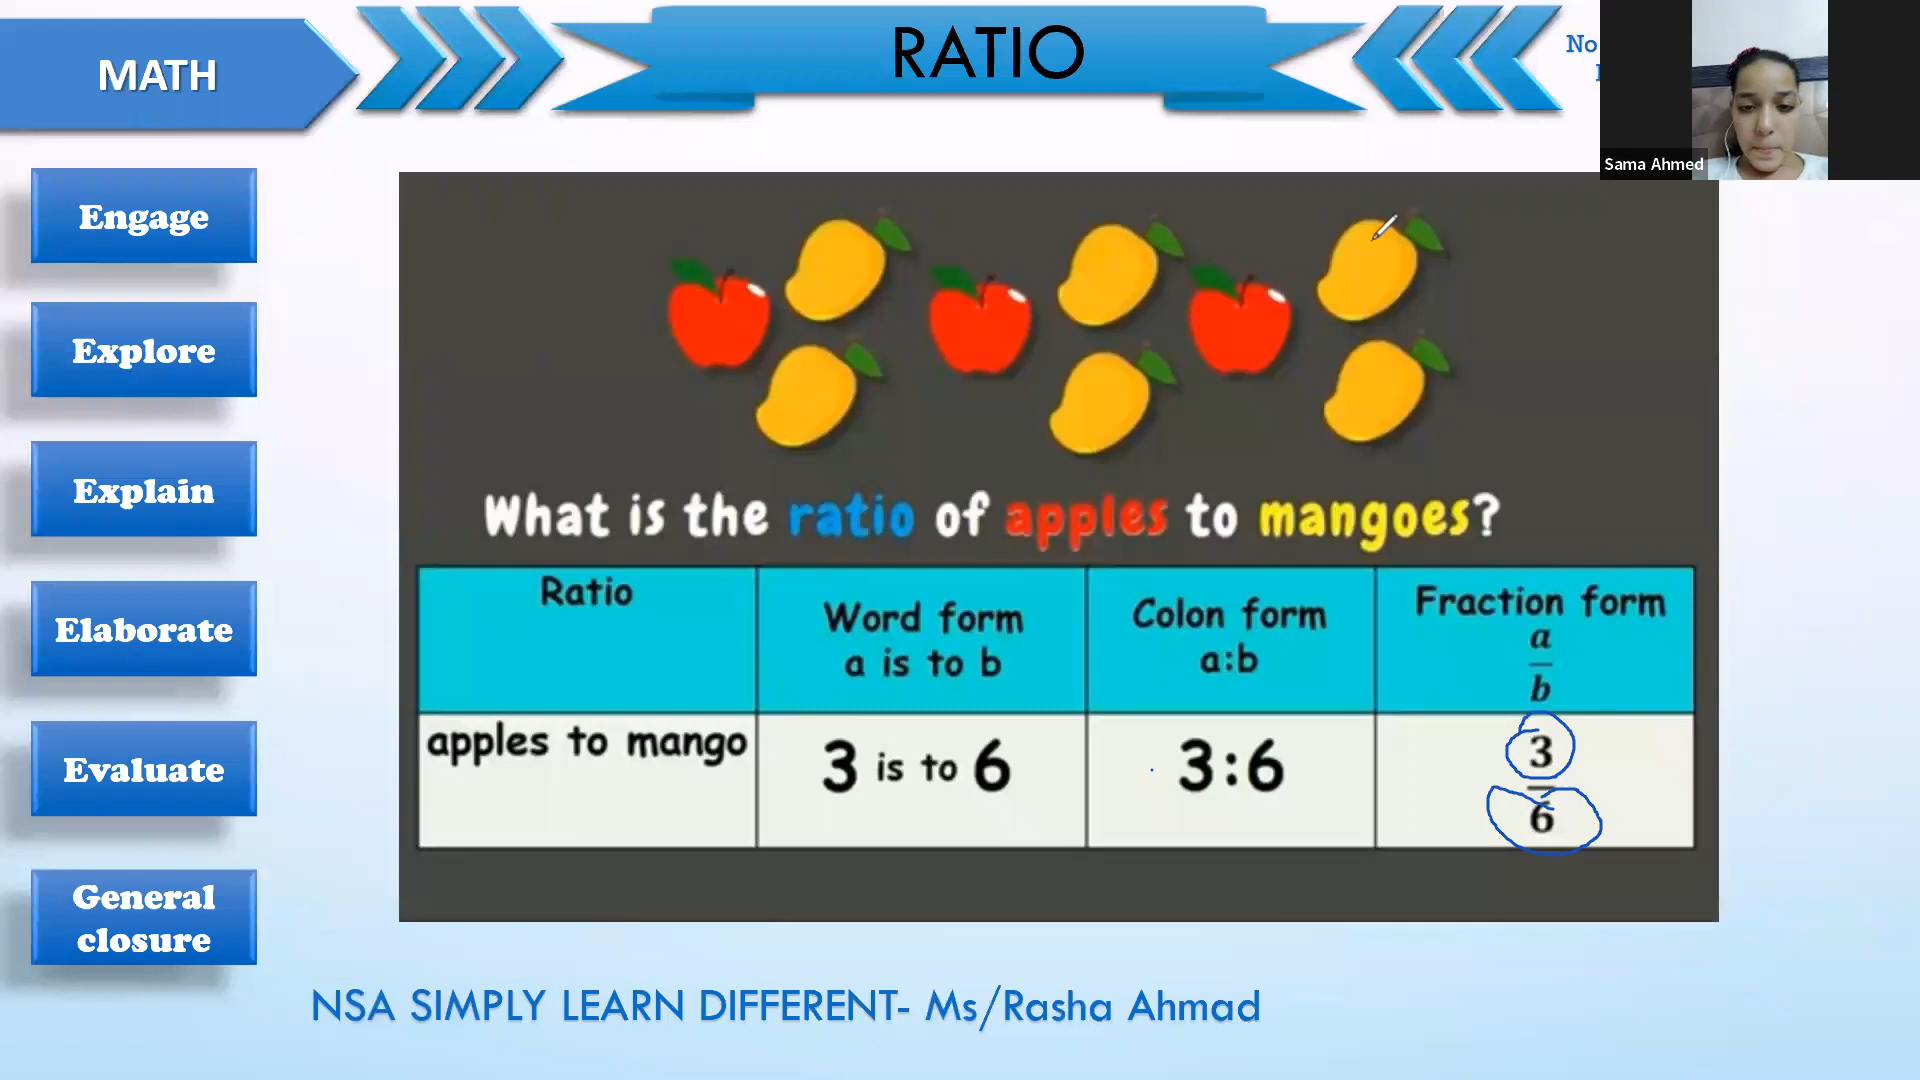 MATH
RATIO
No
Sama Ahmed
Engage
Explore
Explain
Elaborate
Evaluate
General
closure
What is the ratio of apples to mangoes?
Ratio
Word form
a is to b
Colon form
a:b
Fraction form
a
b
apples to mango
3 is to 6
3:6
3
6
NSA SIMPLY LEARN DIFFERENT- Ms/Rasha Ahmad